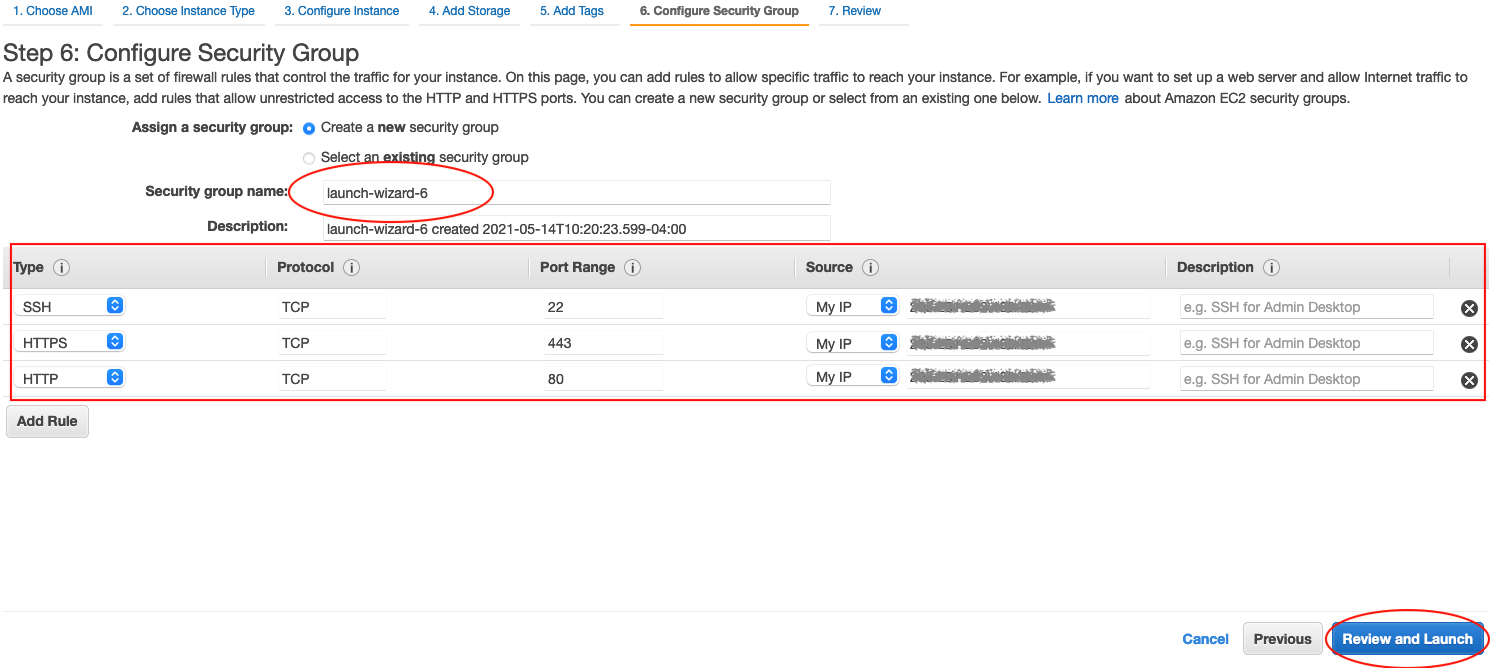 1. Choose AMI 2. Choose Instance Type 3. Configure Instance 4. Add Storage 5. Add Tags 6. Configure Security Group 7. Review
Step 6: Configure Security Group
A security group is a set of firewall rules that control the traffic for your instance. On this page, you can add rules to allow specific traffic to reach your instance. For example, if you want to set up a web server and allow Internet traffic to
reach your instance, add rules that allow unrestricted access to the HTTP and HTTPS ports. You can create a new security group or select from an existing one below. Learn more about Amazon EC2 security groups.
Assign a security group: Create a new security group
Select an existing security group
Security group name: launch-wizard-6
Description: launch-wizard-6 created 2021-05-14T10:20:23.599-04:00
Type i Protocol i Port Range i Source i Description i
SSH TCP 22 My IP e.g. SSH for Admin Desktop
HTTPS TCP 443 My IP e.g. SSH for Admin Desktop
HTTP TCP 80 My IP e.g. SSH for Admin Desktop
Add Rule
Cancel Previous Review and Launch